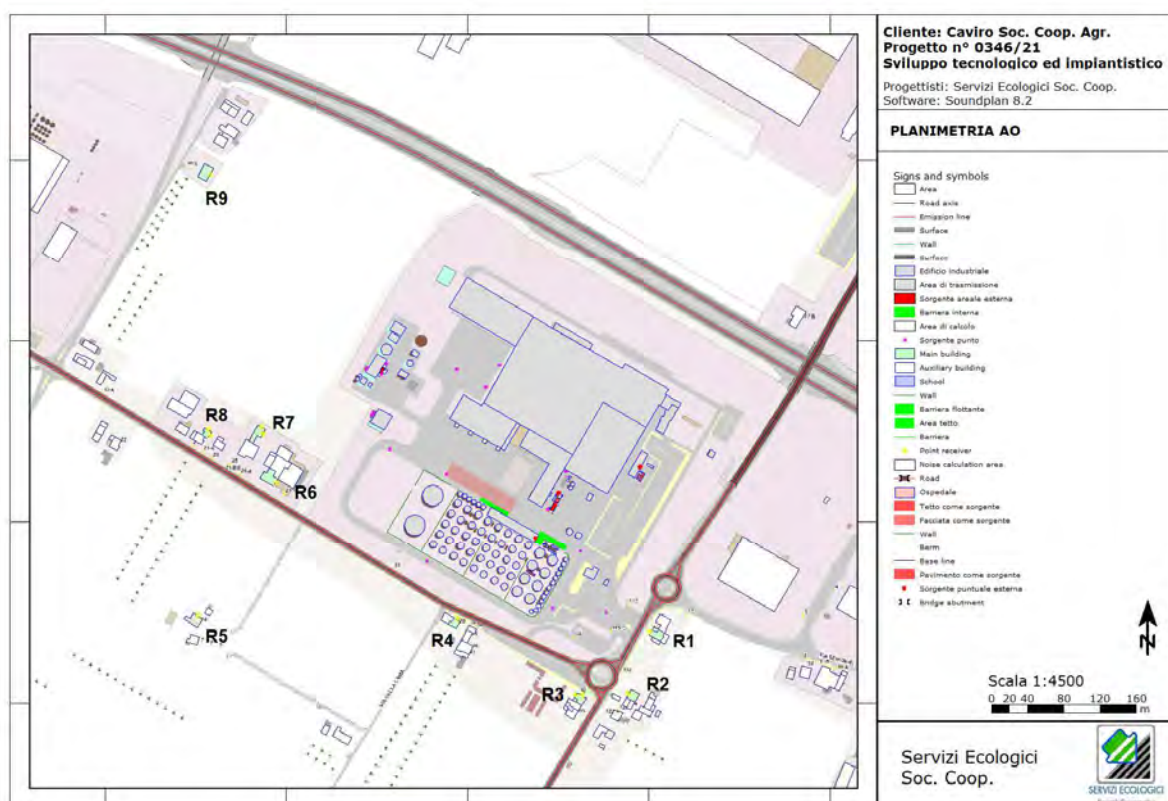 Cliente: Caviro Soc. Coop. Agr.
Progetto n° 0346/21
Sviluppo tecnologico ed implantistico
Progettisti: Servizi Ecologici Soc. Coop.
Software: Soundplan 8.2
PLANIMETRIA AO
Signs and symbols
Area
Road axis
Emission line
Surface
Wall
Surface
Edificio industriale
Area di trasmissione
Sorgente areale esterna
Barriera interna
Area di calcolo
Sorgente punto
Main building
Auxiliary building
School
Wall
Barriera flottante
Area tetto
Barriera
Point receiver
Noise calculation area
Road
Ospedale
Tetto come sorgente
Facciata come sorgente
Wall
Berm
Base line
Pavimento come sorgente
Sorgente puntuale esterna
Bridge abutment
N
Scala 1:4500
0 20 40 80 120 160
m
Servizi Ecologici
Soc. Coop.
SERVIZI ECOLOGICI
R9
R8
R7
R6
R5
R4
R1
R3
R2